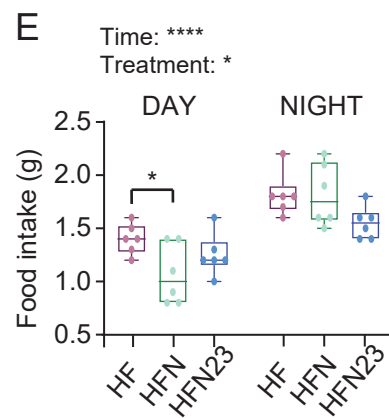 E
Time: ****
Treatment: *
DAY NIGHT
Food intake (g)
2.5
2.0
1.5
1.0
0.5
*
HF HFN HFN23 HF HFN HFN23